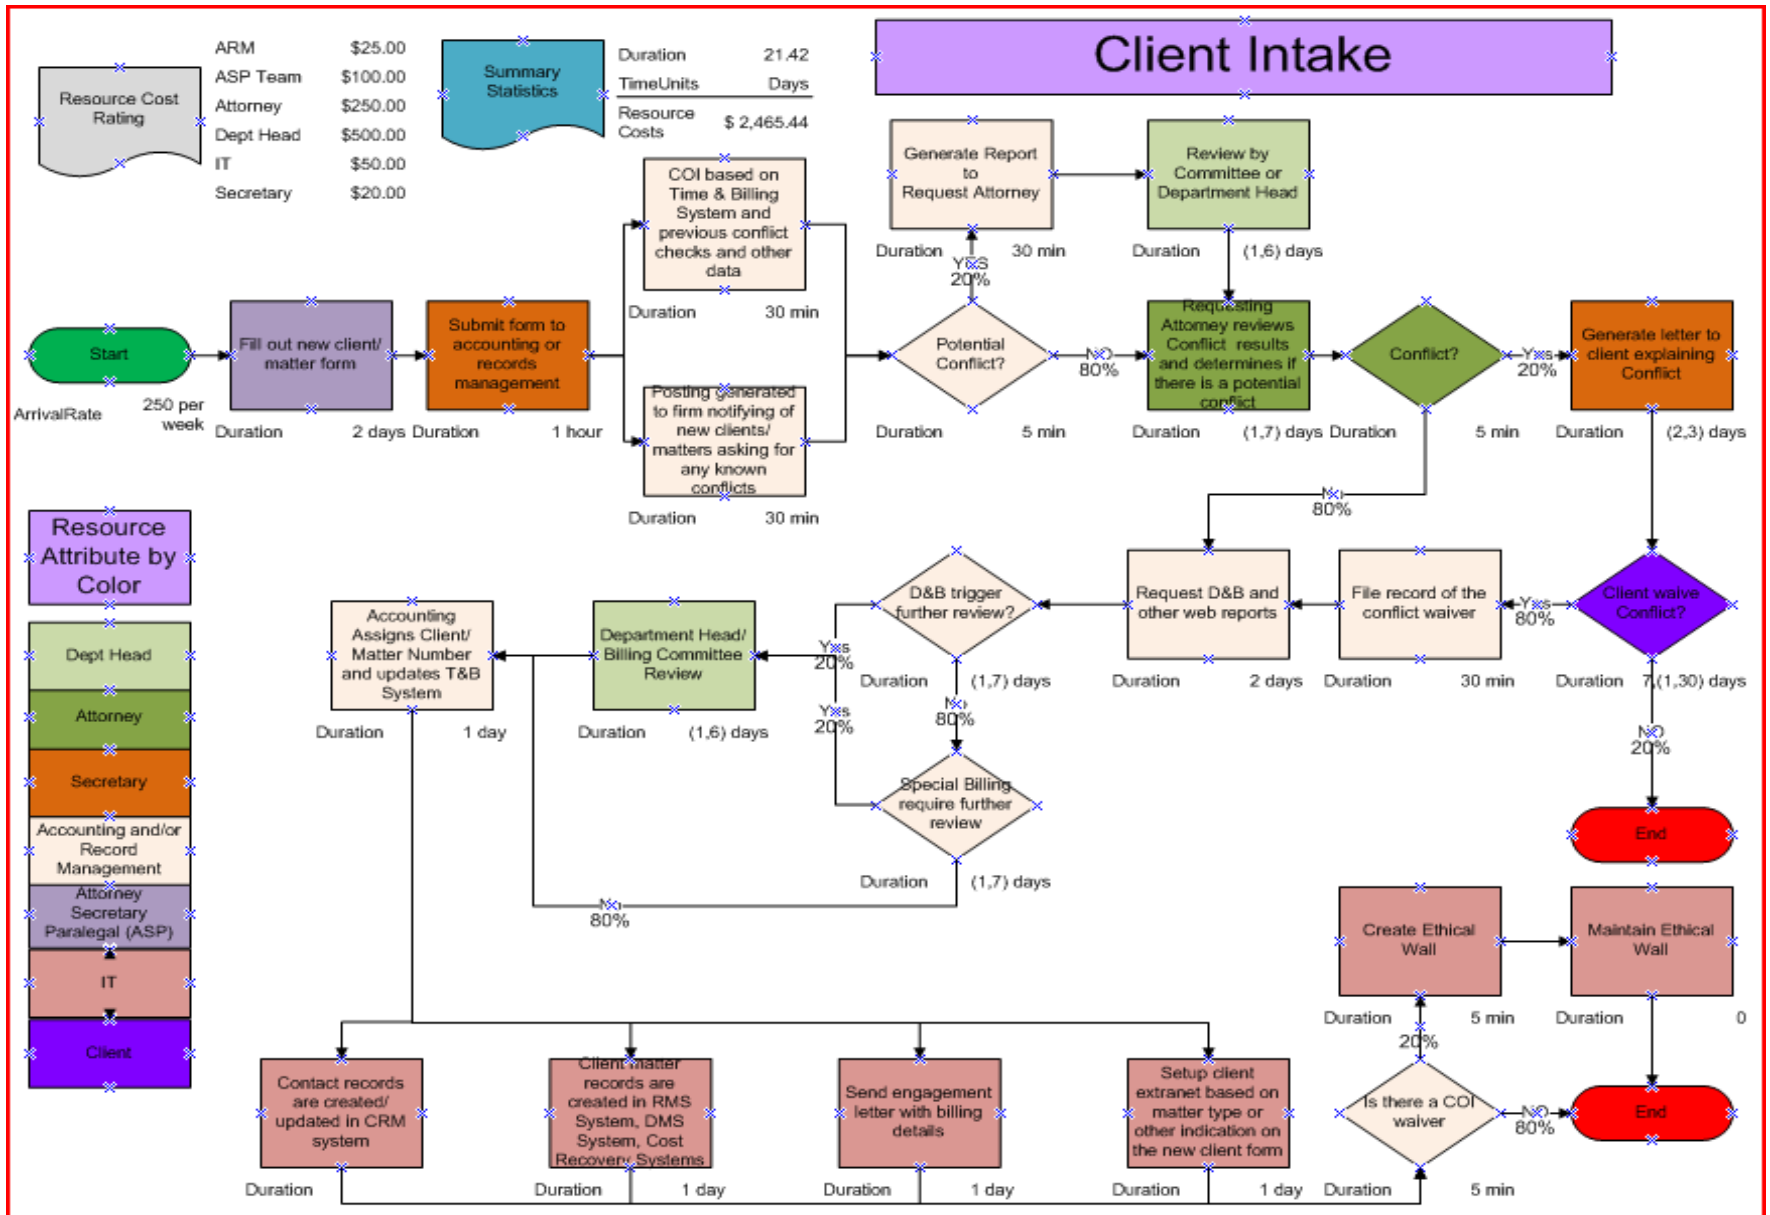 Client Intake
Resource Cost
Rating
ARM $25.00
ASP Team $100.00
Attorney $250.00
Dept Head $500.00
IT $50.00
Secretary $20.00
Summary
Statistics
Duration 21.42
TimeUnits Days
Resource
Costs $ 2,465.44
Start
ArrivalRate 250 per
week
Fill out new client/
matter form
Duration 2 days
Submit form to
accounting or
records
management
Duration 1 hour
COI based on
Time & Billing
System and
previous conflict
checks and other
data
Duration 30 min
Posting generated
to firm notifying of
new clients/
matters asking for
any known
conflicts
Duration 30 min
Potential
Conflict?
Duration 5 min
YES
20%
NO
80%
Generate Report
to
Request Attorney
Duration 30 min
Review by
Committee or
Department Head
Duration (1,6) days
Requesting
Attorney reviews
Conflict results
and determines if
there is a potential
conflict
Duration (1,7) days
Conflict?
Duration 5 min
Yes
20%
No
80%
Generate letter to
client explaining
Conflict
Duration (2,3) days
Client waive
Conflict?
Duration 7,(1,30) days
Yes
80%
NO
20%
End
File record of the
conflict waiver
Duration 30 min
Request D&B and
other web reports
Duration 2 days
D&B trigger
further review?
Duration (1,7) days
Yes
20%
No
80%
Special Billing
require further
review
Duration (1,7) days
Yes
20%
No
80%
Department Head/
Billing Committee
Review
Duration (1,6) days
Accounting
Assigns Client/
Matter Number
and updates T&B
System
Duration 1 day
Resource
Attribute by
Color
Dept Head
Attorney
Secretary
Accounting and/or
Record
Management
Attorney
Secretary
Paralegal (ASP)
IT
Client
Contact records
are created/
updated in CRM
system
Duration
Client matter
records are
created in RMS
System, DMS
System, Cost
Recovery Systems
Duration 1 day
Send engagement
letter with billing
details
Duration 1 day
Setup client
extranet based on
matter type or
other indication on
the new client form
Duration 1 day
Is there a COI
waiver
Duration 5 min
20%
NO
80%
Create Ethical
Wall
Duration 5 min
Maintain Ethical
Wall
Duration 0
End